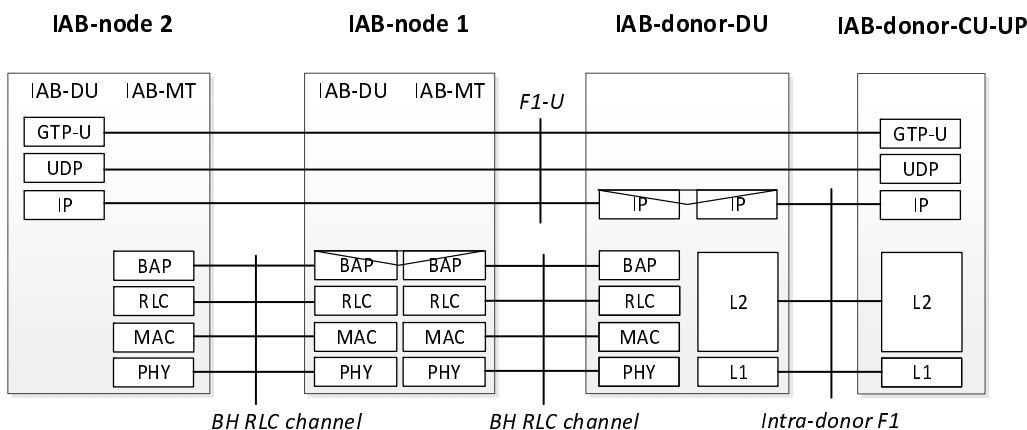 IAB-node 2 IAB-node 1 IAB-donor-DU IAB-donor-CU-UP
IAB-DU IAB-MT IAB-DU IAB-MT
F1-U
GTP-U GTP-U
UDP UDP
IP IP IP IP
BAP BAP BAP BAP
RLC RLC RLC RLC L2 L2
MAC MAC MAC MAC
PHY PHY PHY PHY L1 L1
BH RLC channel BH RLC channel Intra-donor F1